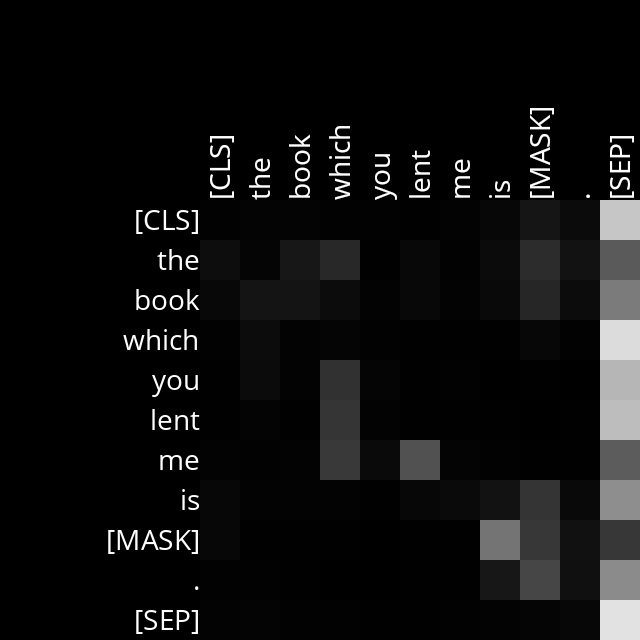 [CLS] the book which you lent me is [MASK] . [SEP]
[CLS]
the
book
which
you
lent
me
is
[MASK]
.
[SEP]